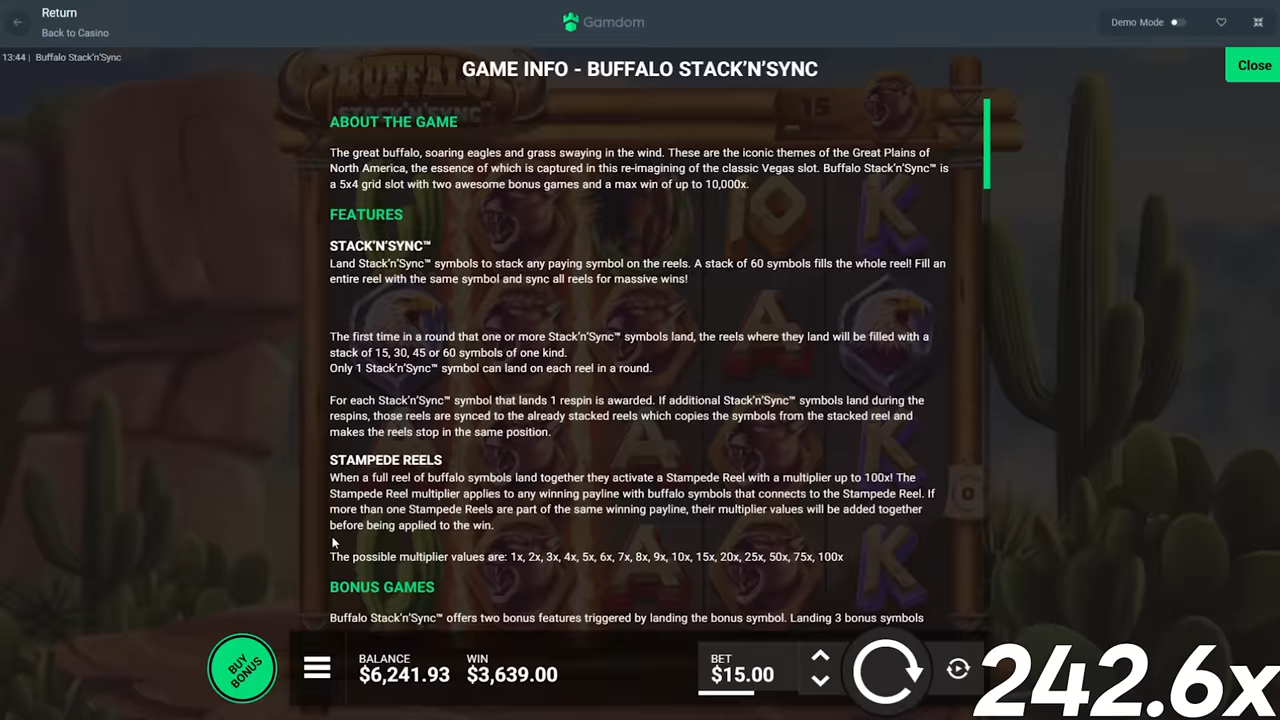 Return
Back to Casino
Gamdom
Demo Mode
13:44 | Buffalo Stack'n'Sync
GAME INFO - BUFFALO STACK'N'SYNC
Close
BUFFALO
STACK'N'SYNC™
15
ABOUT THE GAME
The great buffalo, soaring eagles and grass swaying in the wind. These are the iconic themes of the Great Plains of
North America, the essence of which is captured in this re-imagining of the classic Vegas slot. Buffalo Stack'n'Sync™ is
a 5x4 grid slot with two awesome bonus games and a max win of up to 10,000x.
FEATURES
STACK'N'SYNC™
Land Stack'n'Sync™ symbols to stack any paying symbol on the reels. A stack of 60 symbols fills the whole reel! Fill an
entire reel with the same symbol and sync all reels for massive wins!
The first time in a round that one or more Stack'n'Sync™ symbols land, the reels where they land will be filled with a
stack of 15, 30, 45 or 60 symbols of one kind.
Only 1 Stack'n'Sync™ symbol can land on each reel in a round.
For each Stack'n'Sync™ symbol that lands 1 respin is awarded. If additional Stack'n'Sync™ symbols land during the
respins, those reels are synced to the already stacked reels which copies the symbols from the stacked reel and
makes the reels stop in the same position.
STAMPEDE REELS
When a full reel of buffalo symbols land together they activate a Stampede Reel with a multiplier up to 100x! The
Stampede Reel multiplier applies to any winning payline with buffalo symbols that connects to the Stampede Reel. If
more than one Stampede Reels are part of the same winning payline, their multiplier values will be added together
before being applied to the win.
The possible multiplier values are: 1x, 2x, 3x, 4x, 5x, 6x, 7x, 8x, 9x, 10x, 15x, 20x, 25x, 50x, 75x, 100x
BONUS GAMES
Buffalo Stack'n'Sync™ offers two bonus features triggered by landing the bonus symbol. Landing 3 bonus symbols
10
K
A
K
A
K
A
K
BUY
BONUS
BALANCE
$6,241.93
WIN
$3,639.00
BET
$15.00
242.6x